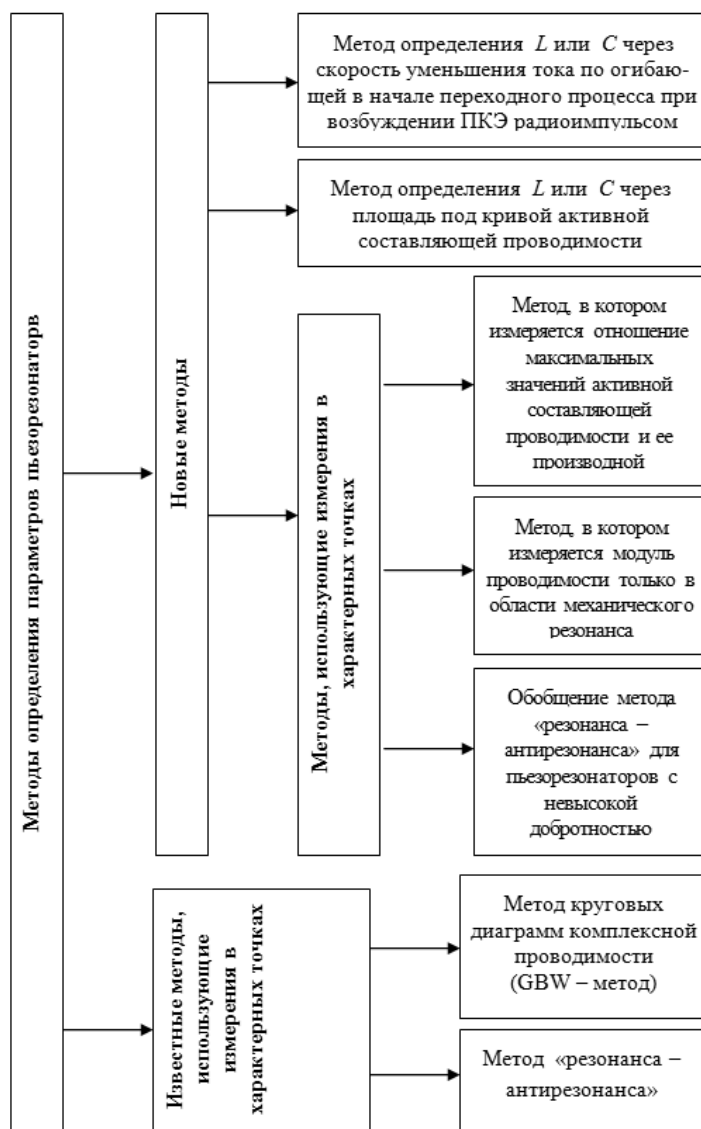 Методы определения параметров пьезорезонаторв
Новые методы
Метод определения L или C через
скорость уменьшения тока по огибаю-
щей в начале переходного процесса при
возбуждении ПКЭ радиоимпульсом
Метод определения L или C через
площадь под кривой активной
составляющей проводимости
Методы, использующие измерения в
характерных точках
Метод, в котором
измеряется отношение
максимальных
значений активной
составляющей
проводимости и ее
производной
Метод, в котором
измеряется модуль
проводимости только в
области механического
резонанса
Обобщение метода
«резонанса –
антирезонанса» для
пьезорезонаторов с
невысокой
добротностью
Известные методы,
использующие
измерения в
характерных точках
Метод круговых
диаграмм комплексной
проводимости
(GBW – метод)
Метод «резонанса –
антирезонанса»